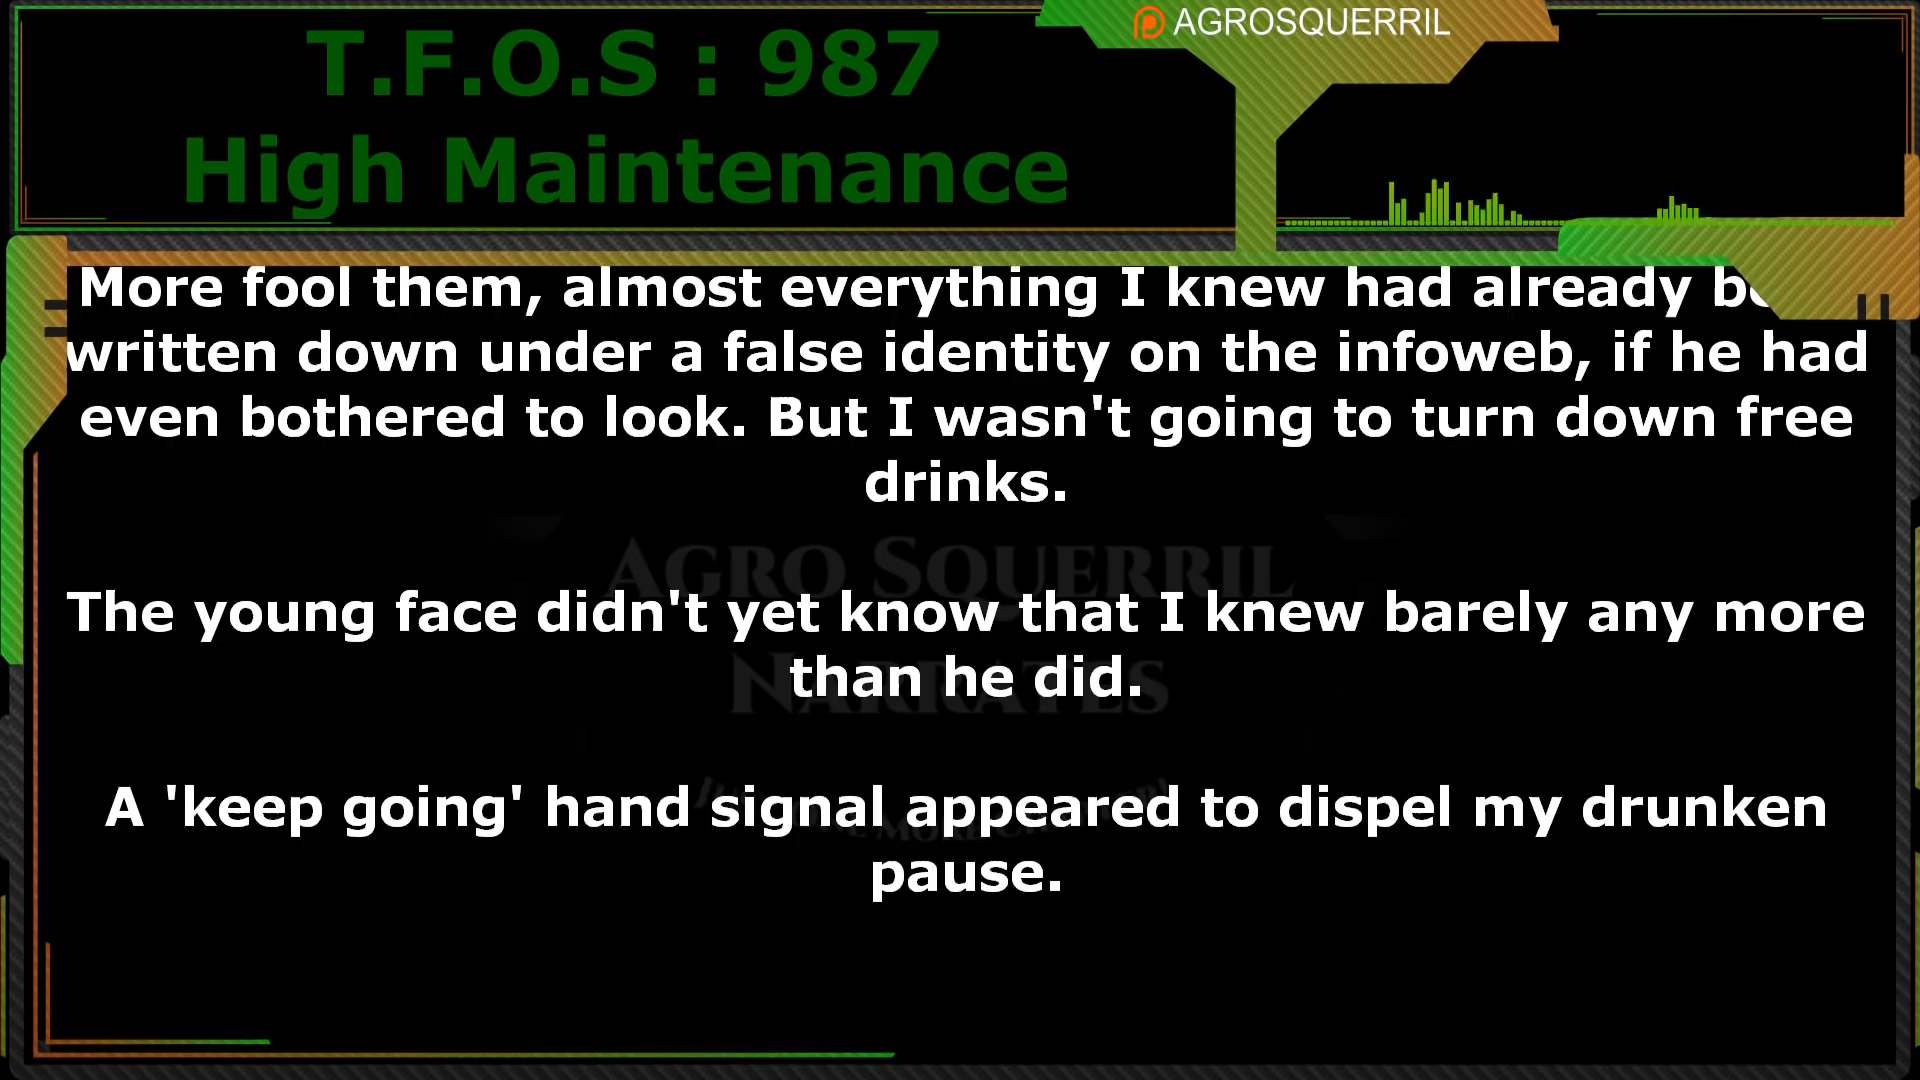 AGROSQUERRIL
T.F.O.S : 987
High Maintenance
More fool them, almost everything I knew had already
written down under a false identity on the infoweb, if he had
even bothered to look. But I wasn't going to turn down free
drinks.
AGRO SQUERRIL
The young face didn't yet know that I knew barely any more
than he did.
NARRATES
A 'keep going' hand signal appeared to dispel my drunken
pause.